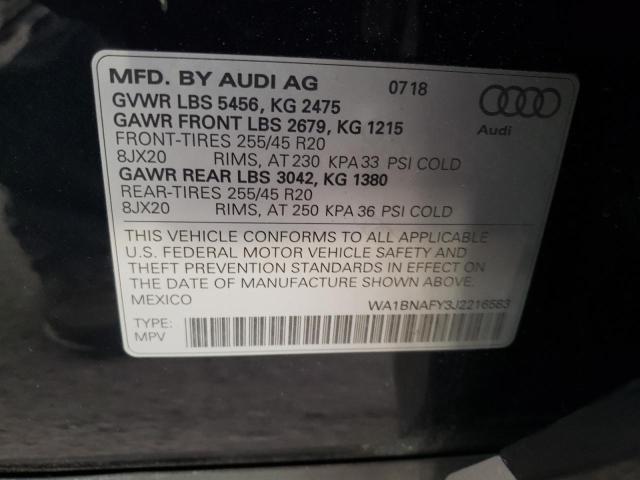 MFD. BY AUDI AG 0718
GVWR LBS 5456, KG 2475
GAWR FRONT LBS 2679, KG 1215
FRONT-TIRES 255/45 R20
8JX20 RIMS, AT 230 KPA 33 PSI COLD
GAWR REAR LBS 3042, KG 1380
REAR-TIRES 255/45 R20
8JX20 RIMS, AT 250 KPA 36 PSI COLD
Audi
THIS VEHICLE CONFORMS TO ALL APPLICABLE
U.S. FEDERAL MOTOR VEHICLE SAFETY AND
THEFT PREVENTION STANDARDS IN EFFECT ON
THE DATE OF MANUFACTURE SHOWN ABOVE.
MEXICO WA1BNAFY3J2216583
TYPE:
MPV